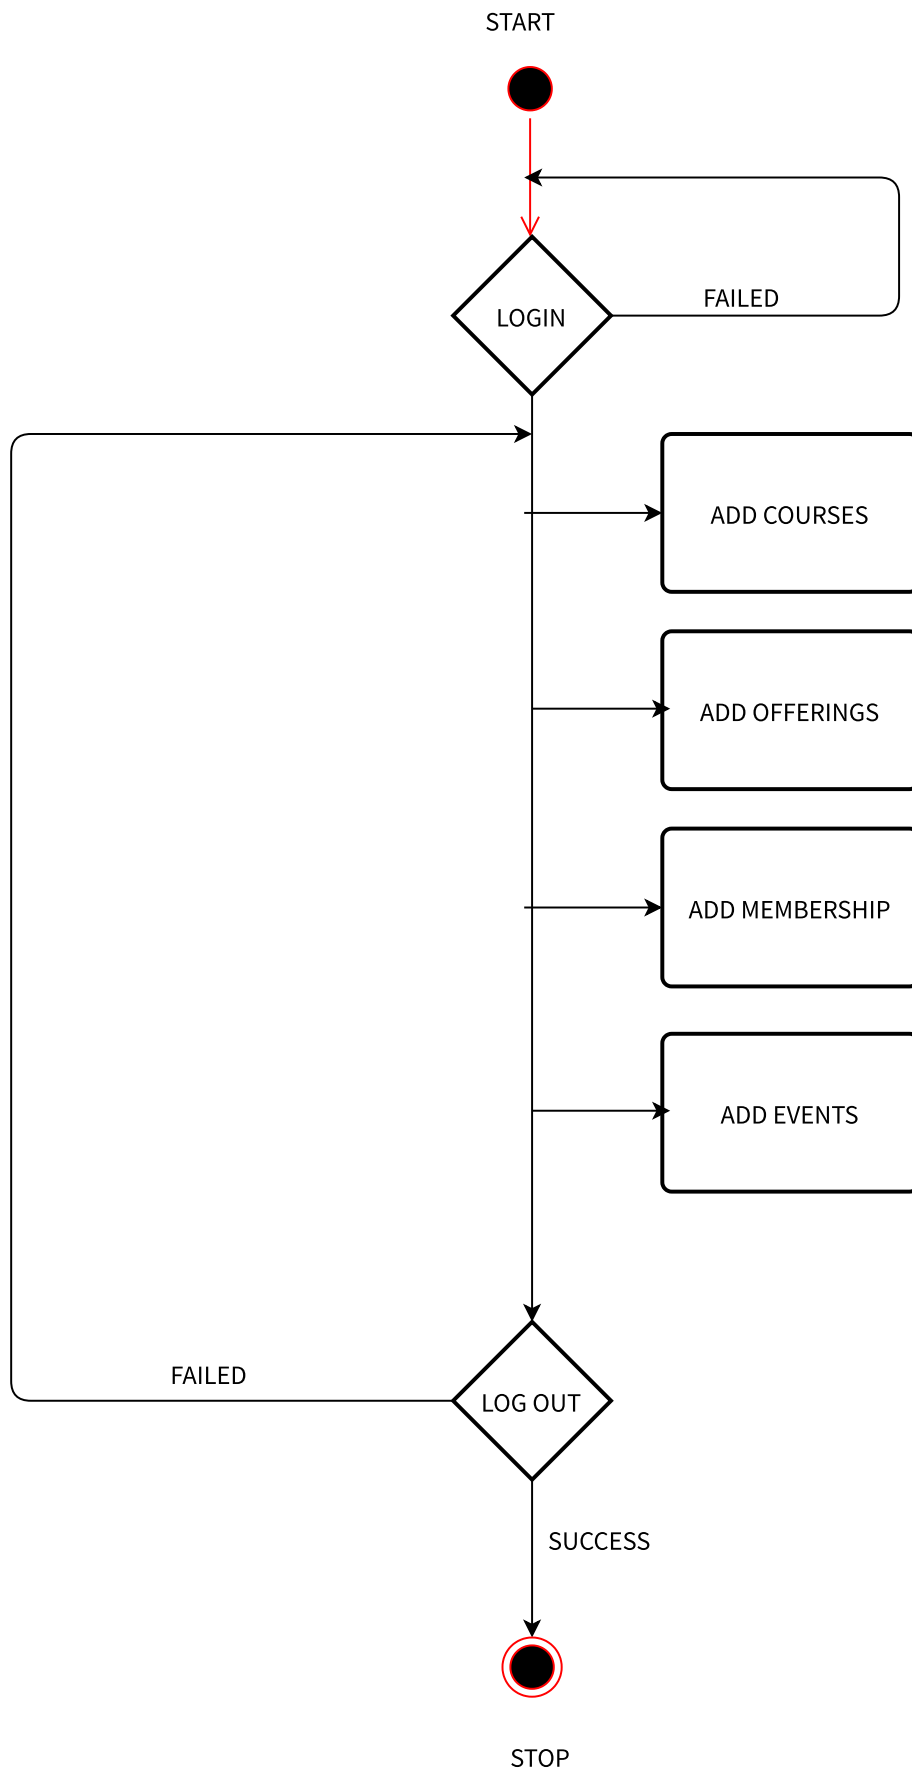 START
LOGIN
FAILED
ADD COURSES
ADD OFFERINGS
ADD MEMBERSHIP
ADD EVENTS
FAILED
LOG OUT
SUCCESS
STOP